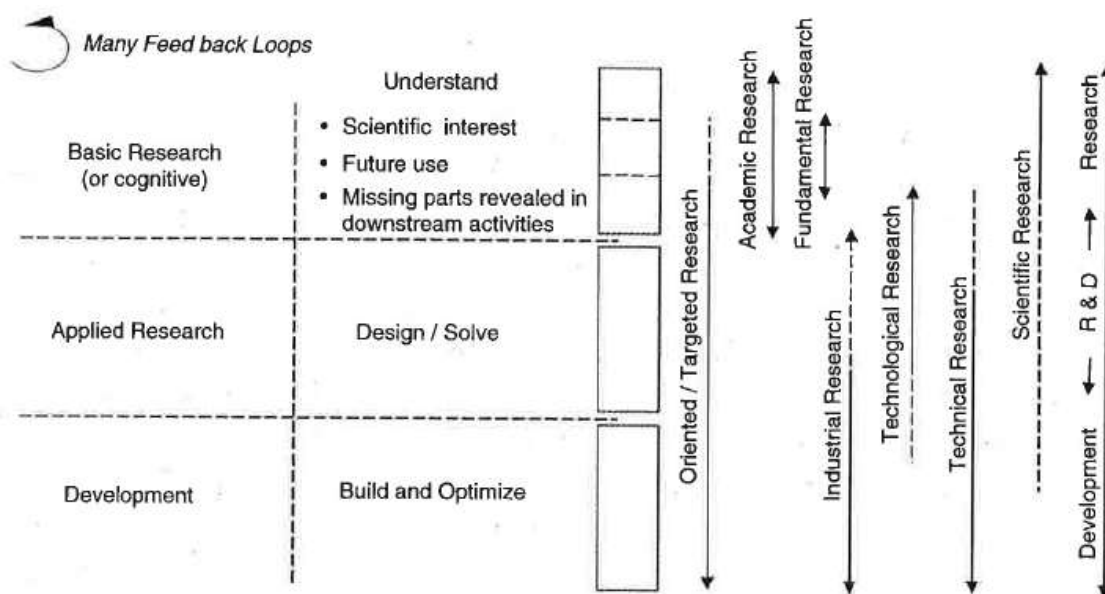 Many Feed back Loops
Understand
• Scientific interest
• Future use
• Missing parts revealed in
downstream activities
Basic Research
(or cognitive)
Applied Research
Design / Solve
Development
Build and Optimize
Oriented / Targeted Research
Academic Research
Fundamental Research
Industrial Research
Technological Research
Technical Research
Scientific Research
Development
R & D
Research